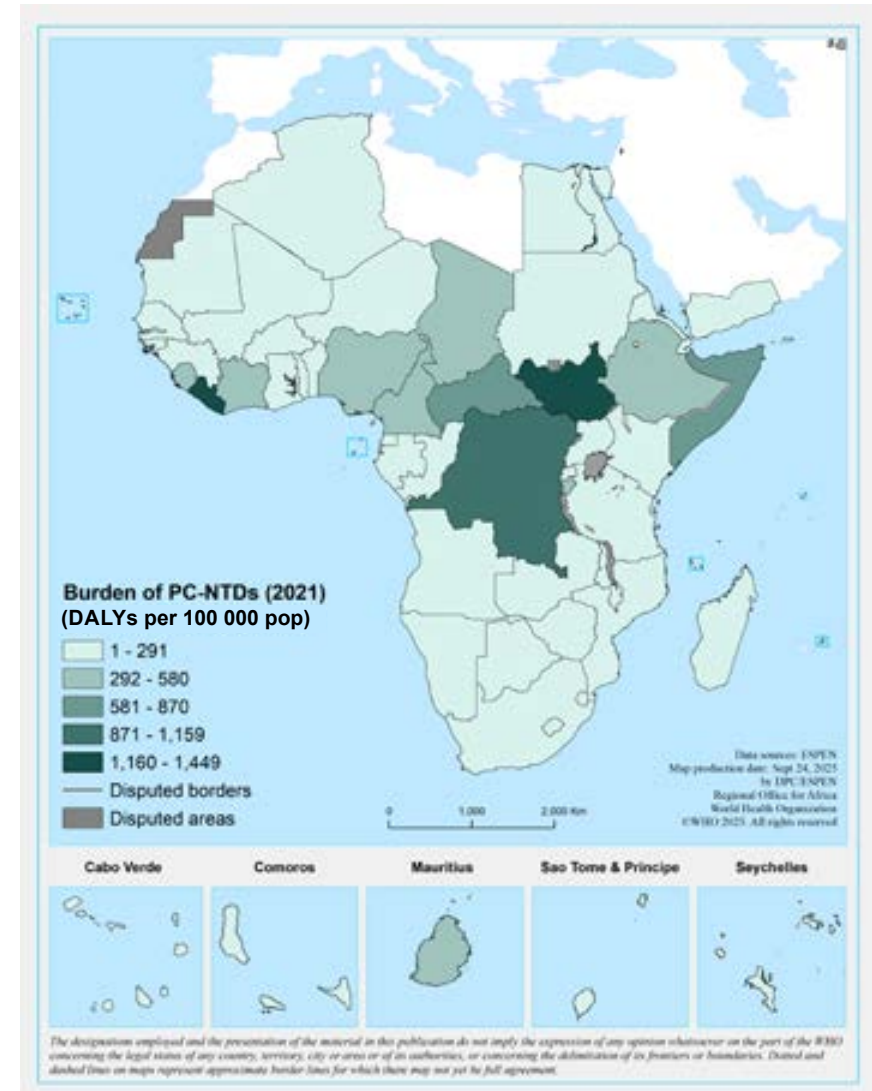 Burden of PC-NTDs (2021)
(DALYs per 100 000 pop)
1 - 291
292 - 580
581 - 870
871 - 1,159
1,160 - 1,449
Disputed borders
Disputed areas
0 1,000 2,000 Km
Data sources: ESPEN
Map production date: Sept 24, 2025
by DPC/ESPEN
Regional Office for Africa
World Health Organization
©WHO 2025. All rights reserved
Cabo Verde Comoros Mauritius Sao Tome & Principe Seychelles
The designations employed and the presentation of the material in this publication do not imply the expression of any opinion whatsoever on the part of the WHO
concerning the legal status of any country, territory, city or area or of its authorities, or concerning the delimitation of its frontiers or boundaries. Dotted and
dashed lines on maps represent approximate border lines for which there may not yet be full agreement.